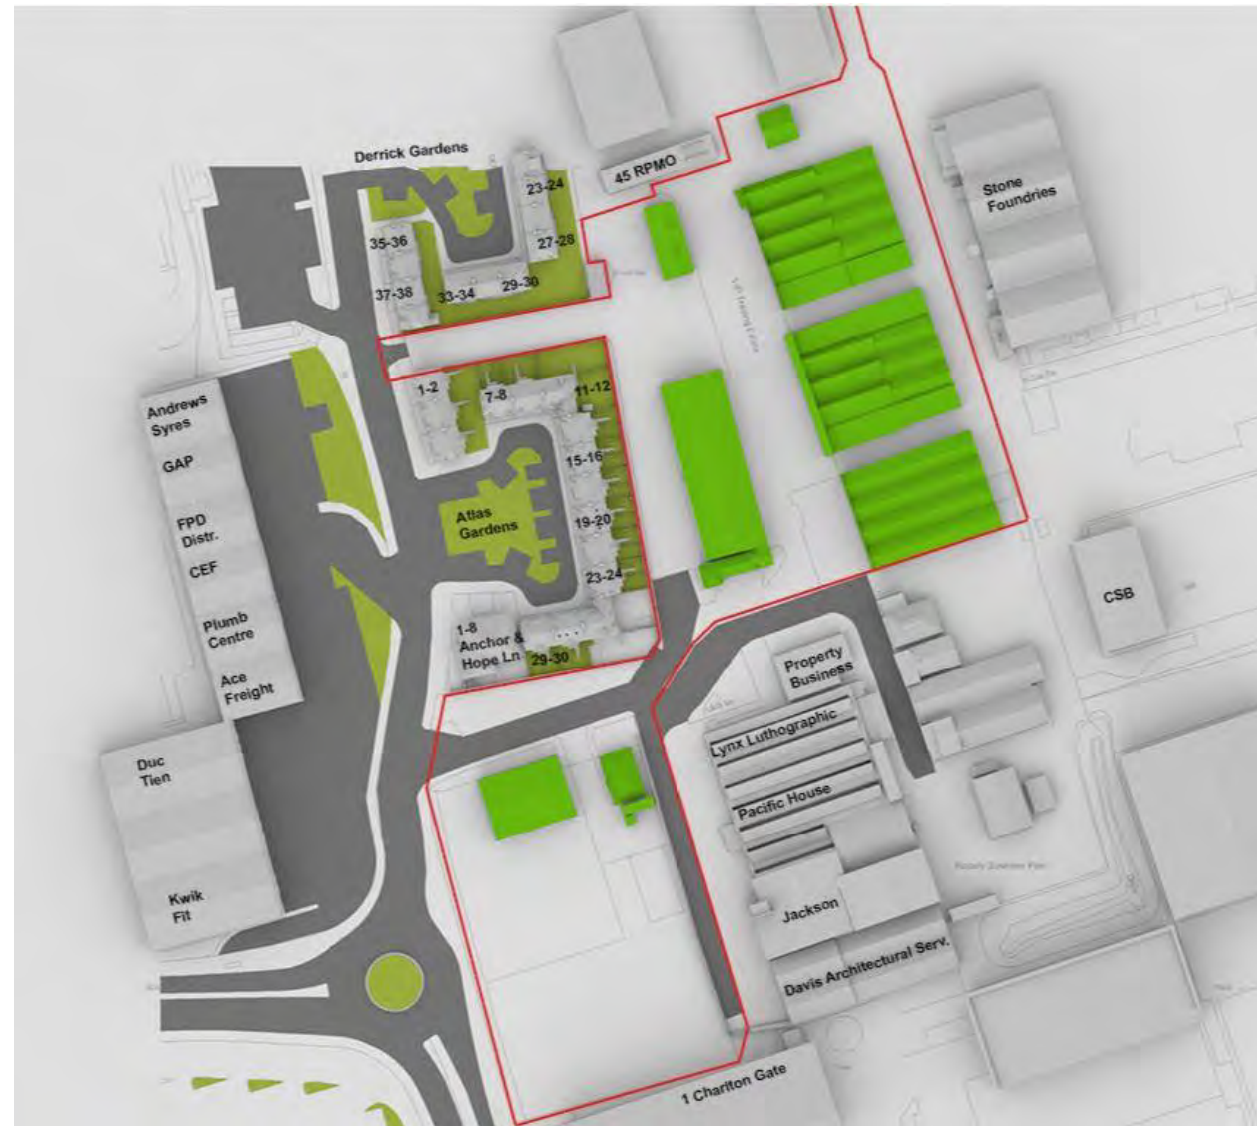 Derrick Gardens
45 RPMO
23-24
Stone
Foundries
35-36
27-28
37-38
33-34
29-30
1-2
7-8
11-12
Andrews
Syres
GAP
15-16
FPD
Distr.
Atlas
Gardens
19-20
CEF
23-24
CSB
Plumb
Centre
1-8
Anchor &
Hope Ln
29-30
Ace
Freight
Property
Business
Lynx Luthographic
Duc
Tien
Pacific House
Kwik
Fit
Jackson
Davis Architectural Serv.
1 Charlton Gate